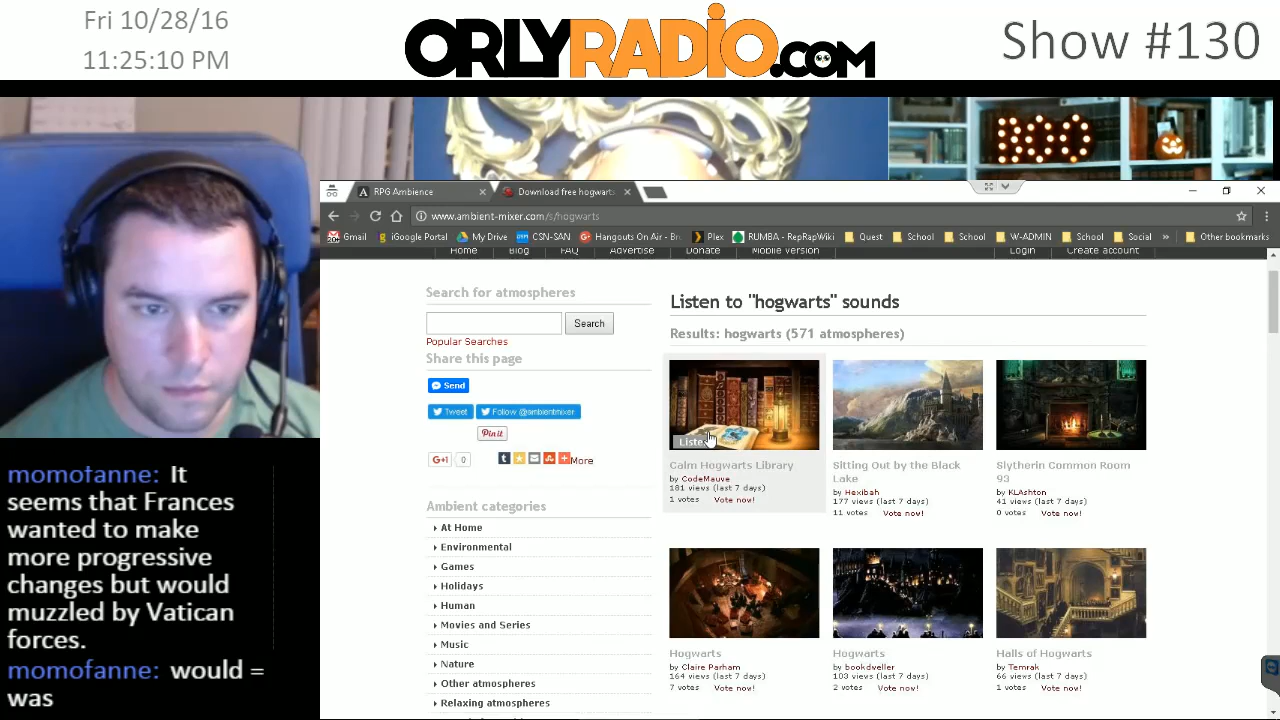 Fri 10/28/16
11:25:10 PM
ORLYRADiO.COM
Show #130
BOO
RPG Ambience
Download free hogwarts
www.ambient-mixer.com/s/hogwarts
Gmail
iGoogle Portal
My Drive
CSN-SAN
Hangouts On Air - Br
Plex
RUMBA - RepRapWiki
Quest
School
School
W-ADMIN
School
Social
»
Other bookmarks
Home
Blog
FAQ
Advertise
Donate
Mobile version
Login
Create account
Search for atmospheres
Search
Popular Searches
Share this page
Send
Tweet
Follow @ambientmixer
Pinit
G+1
0
More
Ambient categories
At Home
Environmental
Games
Holidays
Human
Movies and Series
Music
Nature
Other atmospheres
Relaxing atmospheres
Listen to "hogwarts" sounds
Results: hogwarts (571 atmospheres)
Calm Hogwarts Library
by CodeMauve
181 views (last 7 days)
1 votes Vote now!
Sitting Out by the Black
Lake
by Hexibah
177 views (last 7 days)
11 votes Vote now!
Slytherin Common Room
93
by KLAshton
41 views (last 7 days)
0 votes Vote now!
Hogwarts
by Claire Parham
164 views (last 7 days)
7 votes Vote now!
Hogwarts
by bookdveller
103 views (last 7 days)
2 votes Vote now!
Halls of Hogwarts
by Temrak
66 views (last 7 days)
1 votes Vote now!
momofanne: It
seems that Frances
wanted to make
more progressive
changes but would
muzzled by Vatican
forces.
momofanne: would =
was